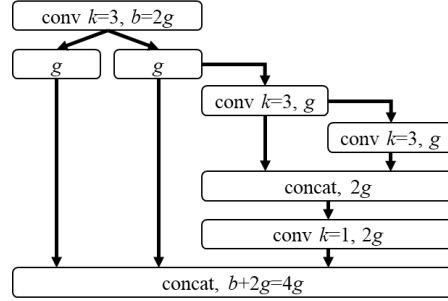 conv k=3, b=2g
g
g
conv k=3, g
conv k=3, g
concat, 2g
conv k=1, 2g
concat, b+2g=4g